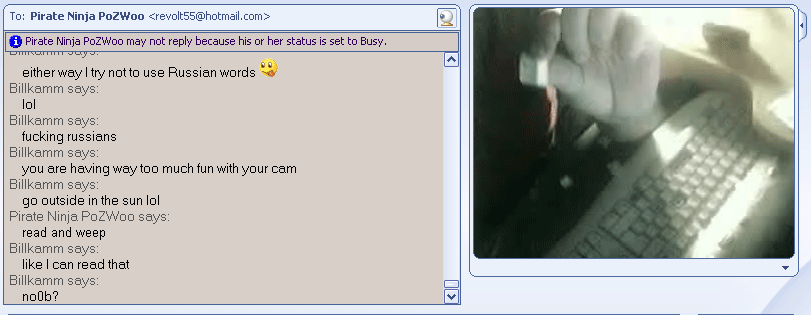 To: Pirate Ninja PoZWoo <revolt55@hotmail.com>
Pirate Ninja PoZWoo may not reply because his or her status is set to Busy.
Billkamm says:
either way I try not to use Russian words
Billkamm says:
lol
Billkamm says:
fucking russians
Billkamm says:
you are having way too much fun with your cam
Billkamm says:
go outside in the sun lol
Pirate Ninja PoZWoo says:
read and weep
Billkamm says:
like I can read that
Billkamm says:
no0b?